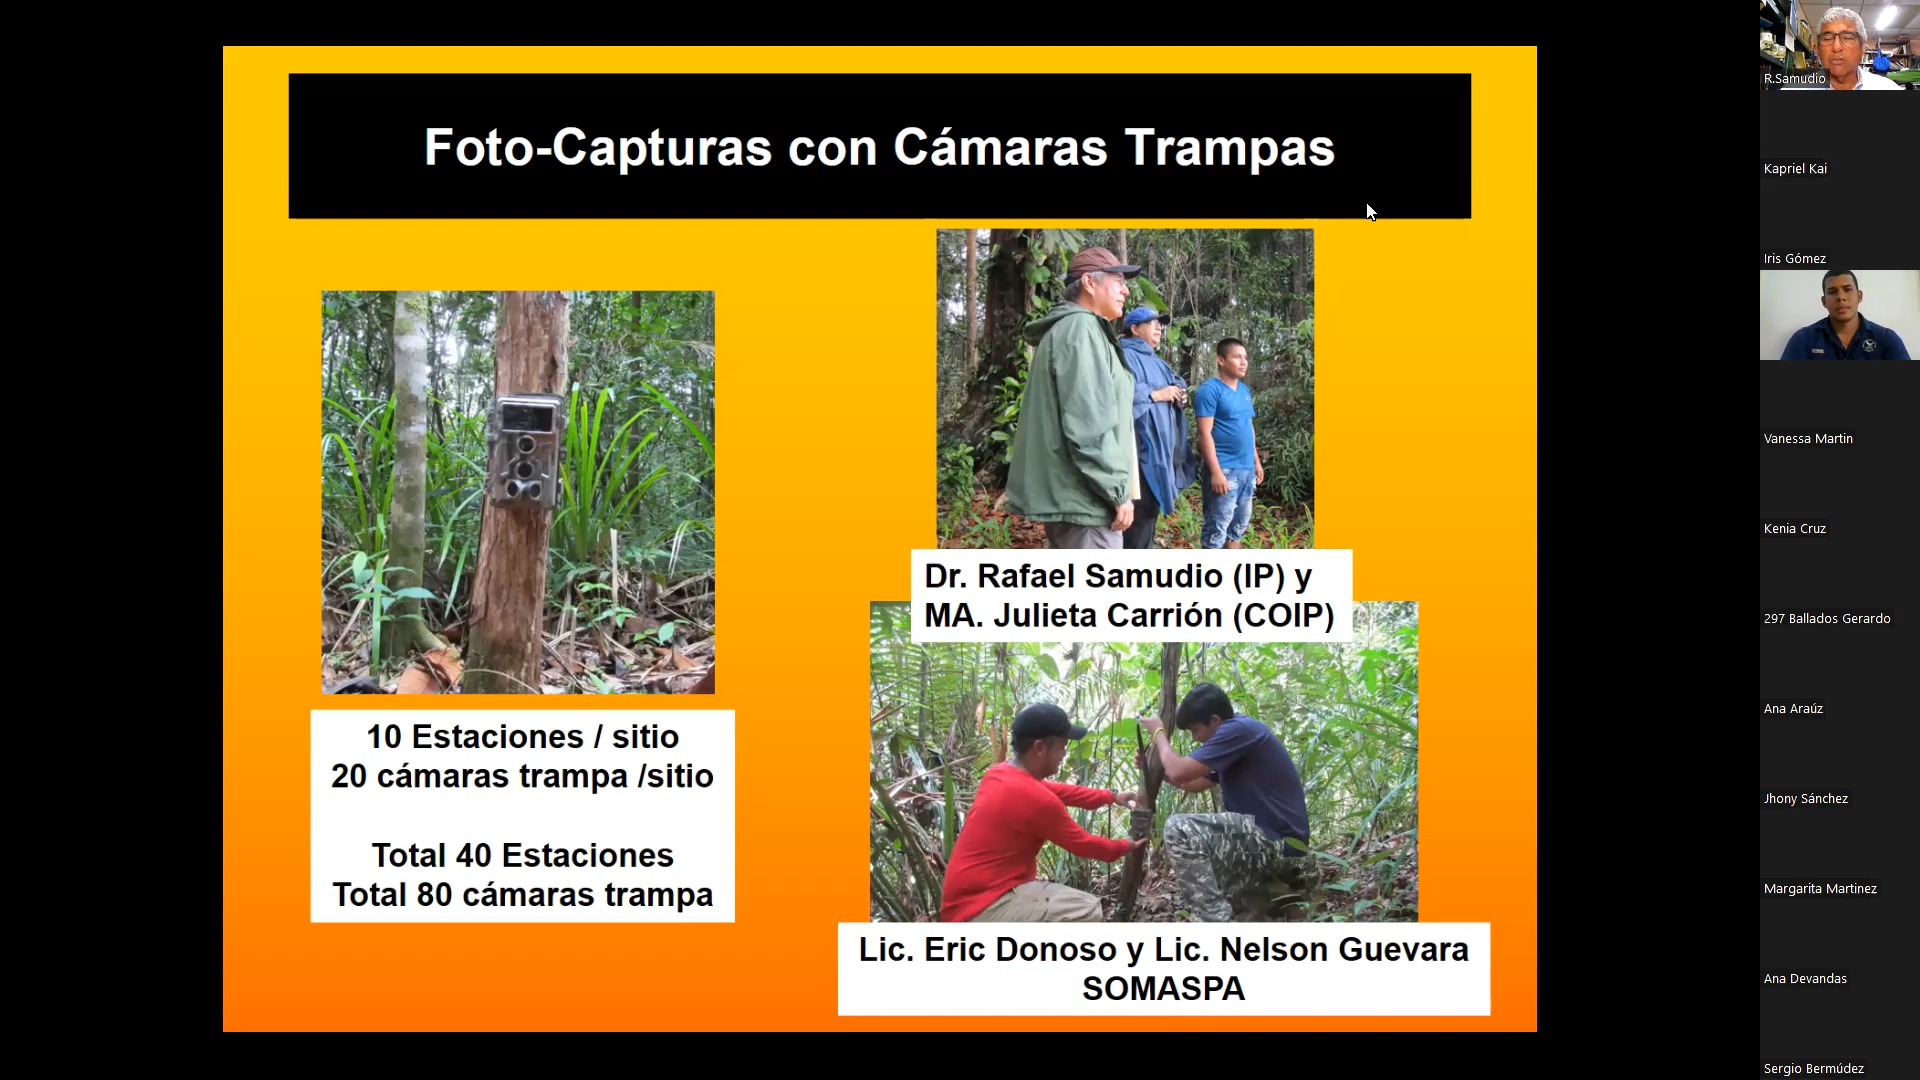 Foto-Capturas con Cámaras Trampas
10 Estaciones / sitio
20 cámaras trampa /sitio
Total 40 Estaciones
Total 80 cámaras trampa
Dr. Rafael Samudio (IP) y
MA. Julieta Carrión (COIP)
Lic. Eric Donoso y Lic. Nelson Guevara
SOMASPA
R.Samudio
Kapriel Kai
Iris Gómez
Vanessa Martin
Kenia Cruz
297 Ballados Gerardo
Ana Araúz
Jhony Sánchez
Margarita Martinez
Ana Devandas
Sergio Bermúdez